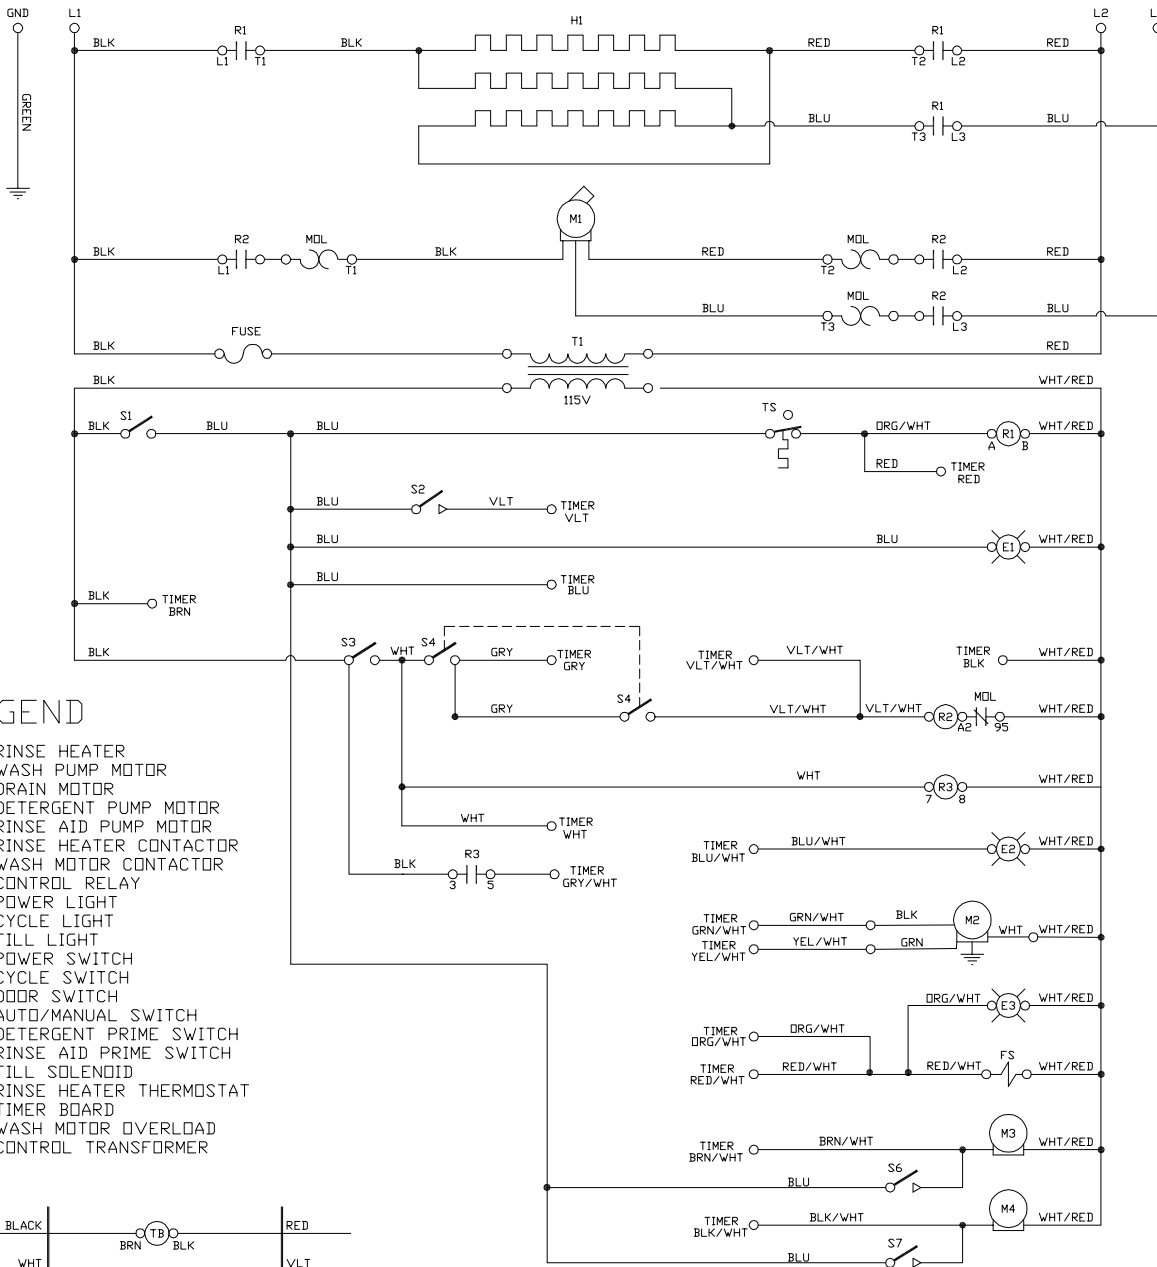 GND L1 H1 L2 L
BLK R1 BLK RED R1 RED
L1 T1 T2 L2
GREEN
R1
BLU BLU
T3 L3
M1
BLK R2 MOL BLK RED MOL R2 RED
L1 T1 T2 L2
MOL R2
BLU BLU
T3 L3
FUSE T1
BLK RED
BLK WHT/RED
115V
S1 TS
BLK BLU BLU ORG/WHT R1 WHT/RED
A B
RED TIMER
RED
S2
BLU VLT TIMER
VLT
BLU BLU E1 WHT/RED
BLU TIMER
BLU
BLK TIMER
BRN
BLK S3 WHT S4 GRY TIMER
GRY
TIMER
VLT/WHT
VLT/WHT
TIMER
BLK
WHT/RED
GRY S4 VLT/WHT VLT/WHT R2 MOL WHT/RED
A2 95
WHT R3 WHT/RED
7 8
WHT TIMER
WHT
TIMER
BLU/WHT
BLU/WHT E2 WHT/RED
BLK R3 TIMER
GRY/WHT
3 5
TIMER
GRN/WHT
GRN/WHT BLK M2 WHT WHT/RED
TIMER
YEL/WHT
YEL/WHT GRN
ORG/WHT E3 WHT/RED
TIMER
ORG/WHT
ORG/WHT
TIMER
RED/WHT
RED/WHT RED/WHT FS WHT/RED
TIMER
BRN/WHT
BRN/WHT M3 WHT/RED
BLU S6
TIMER
BLK/WHT
BLK/WHT M4 WHT/RED
BLU S7
GEND
RINSE HEATER
WASH PUMP MOTOR
DRAIN MOTOR
DETERGENT PUMP MOTOR
RINSE AID PUMP MOTOR
RINSE HEATER CONTACTOR
WASH MOTOR CONTACTOR
CONTROL RELAY
POWER LIGHT
CYCLE LIGHT
FILL LIGHT
POWER SWITCH
CYCLE SWITCH
DOOR SWITCH
AUTO/MANUAL SWITCH
DETERGENT PRIME SWITCH
RINSE AID PRIME SWITCH
FILL SOLENOID
RINSE HEATER THERMOSTAT
TIMER BOARD
WASH MOTOR OVERLOAD
CONTROL TRANSFORMER
BLACK TB RED
BRN BLK
WHT VLT